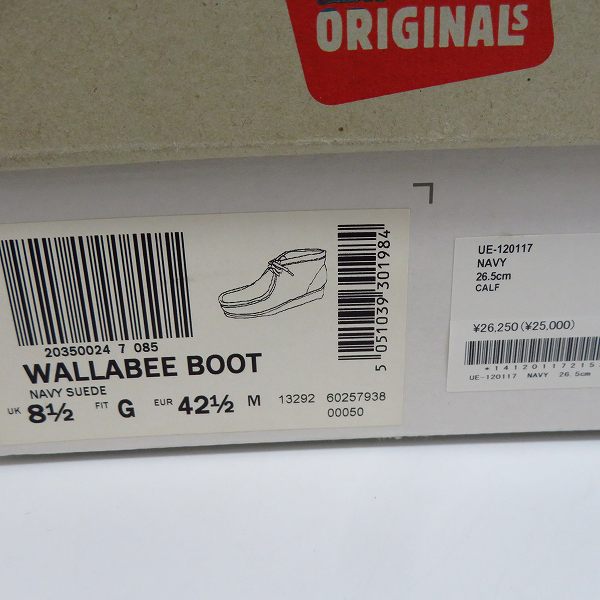 ORIGINALS
20350024 7 085
5 051039 301984
WALLABEE BOOT
NAVY SUEDE
UK 8½ FIT G EUR 42½ M 13292 60257938
00050
UE-120117
NAVY
26.5cm
CALF
¥26,250(¥25,000)
*1412011721
UE-120117 NAVY 26.5cm